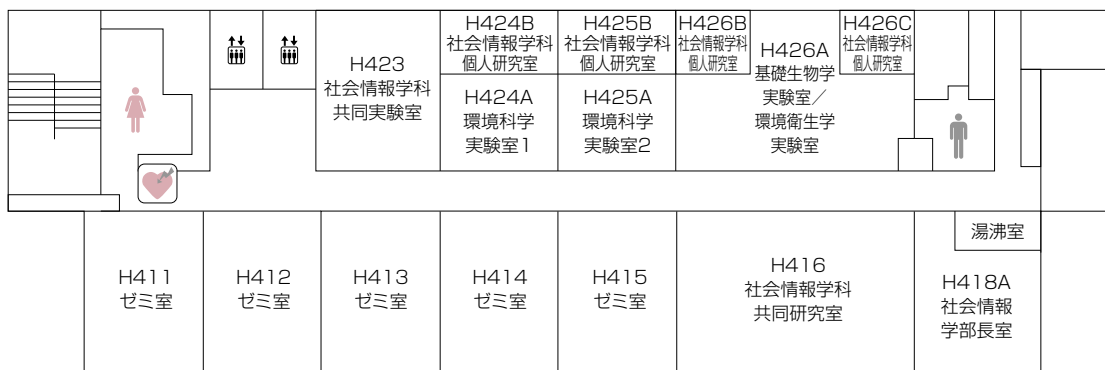 H423
社会情報学科
共同実験室
H424B
社会情報学科
個人研究室
H424A
環境科学
実験室1
H425B
社会情報学科
個人研究室
H425A
環境科学
実験室2
H426B
社会情報学科
個人研究室
H426A
基礎生物学
実験室／
環境衛生学
実験室
H426C
社会情報学科
個人研究室
H411
ゼミ室
H412
ゼミ室
H413
ゼミ室
H414
ゼミ室
H415
ゼミ室
H416
社会情報学科
共同研究室
湯沸室
H418A
社会情報
学部長室